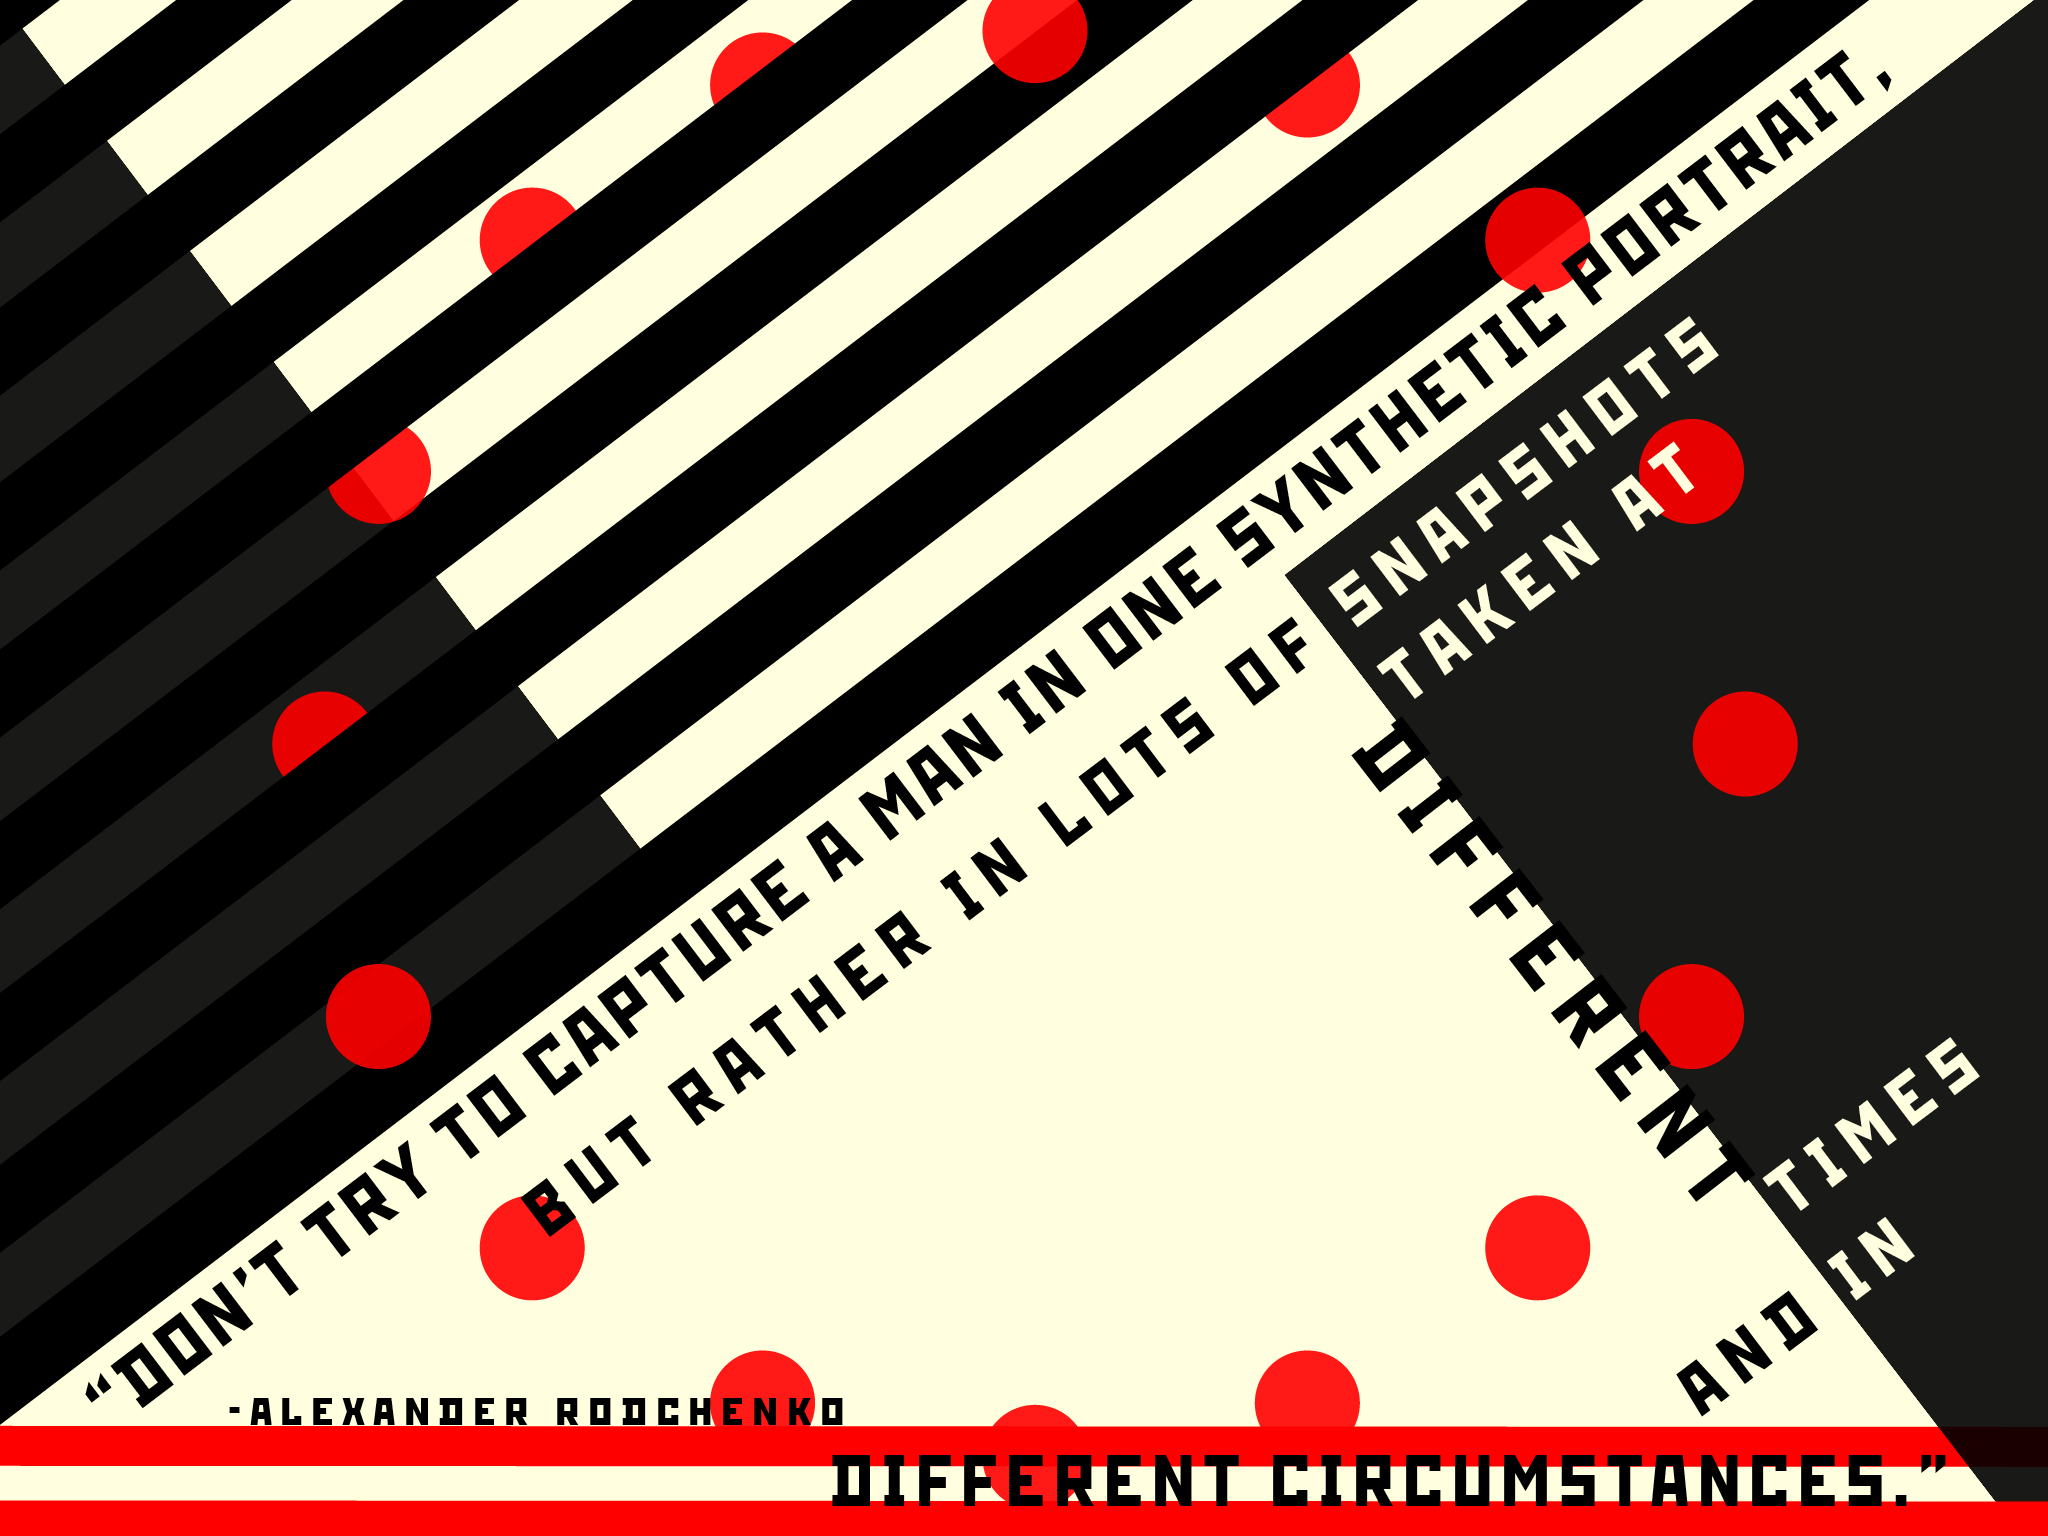 “DON’T TRY TO CAPTURE A MAN IN ONE SYNTHETIC PORTRAIT,
BUT RATHER IN LOTS OF SNAPSHOTS
TAKEN AT
DIFFERENT
TIMES
AND IN
DIFFERENT CIRCUMSTANCES.”
-ALEXANDER RODCHENKO